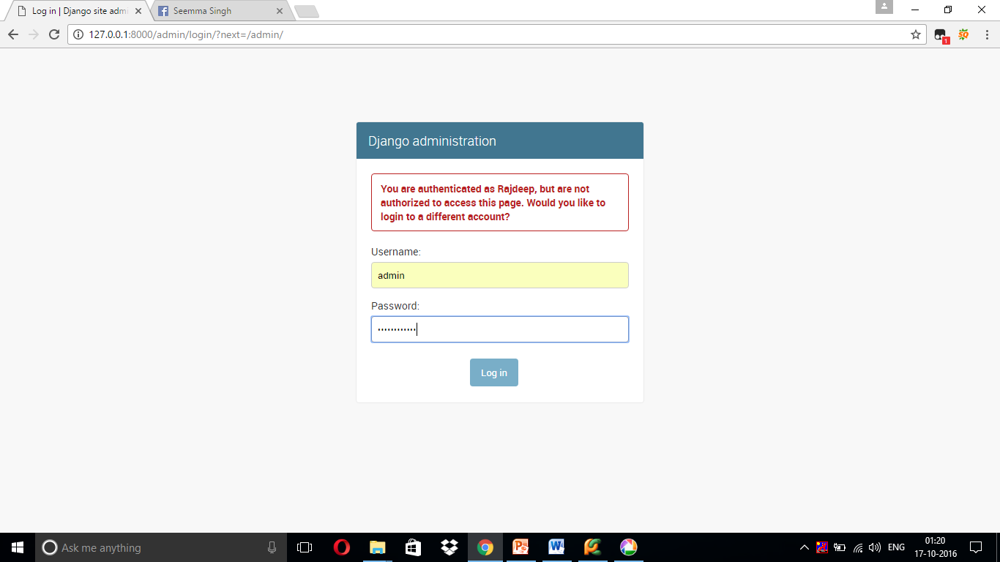 Log in | Django site adm
Seemma Singh
127.0.0.1:8000/admin/login/?next=/admin/
1
SQ
Django administration
You are authenticated as Rajdeep, but are not
authorized to access this page. Would you like to
login to a different account?
Username:
admin
Password:
••••••••••••
Log in
Ask me anything
ENG
01:20
17-10-2016